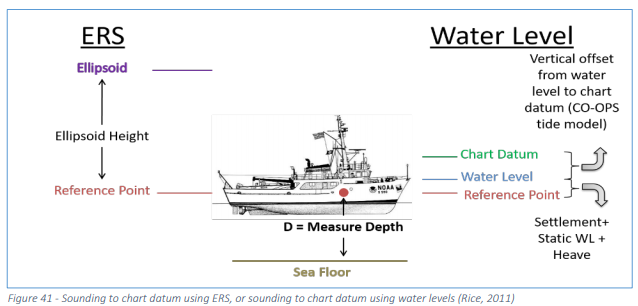 ERS
Water Level
Ellipsoid
Ellipsoid Height
Reference Point
Vertical offset
from water
level to chart
datum (CO-OPS
tide model)
Chart Datum
Water Level
Reference Point
Settlement+
Static WL +
Heave
NOAA
D = Measure Depth
Sea Floor
Figure 41 - Sounding to chart datum using ERS, or sounding to chart datum using water levels (Rice, 2011)